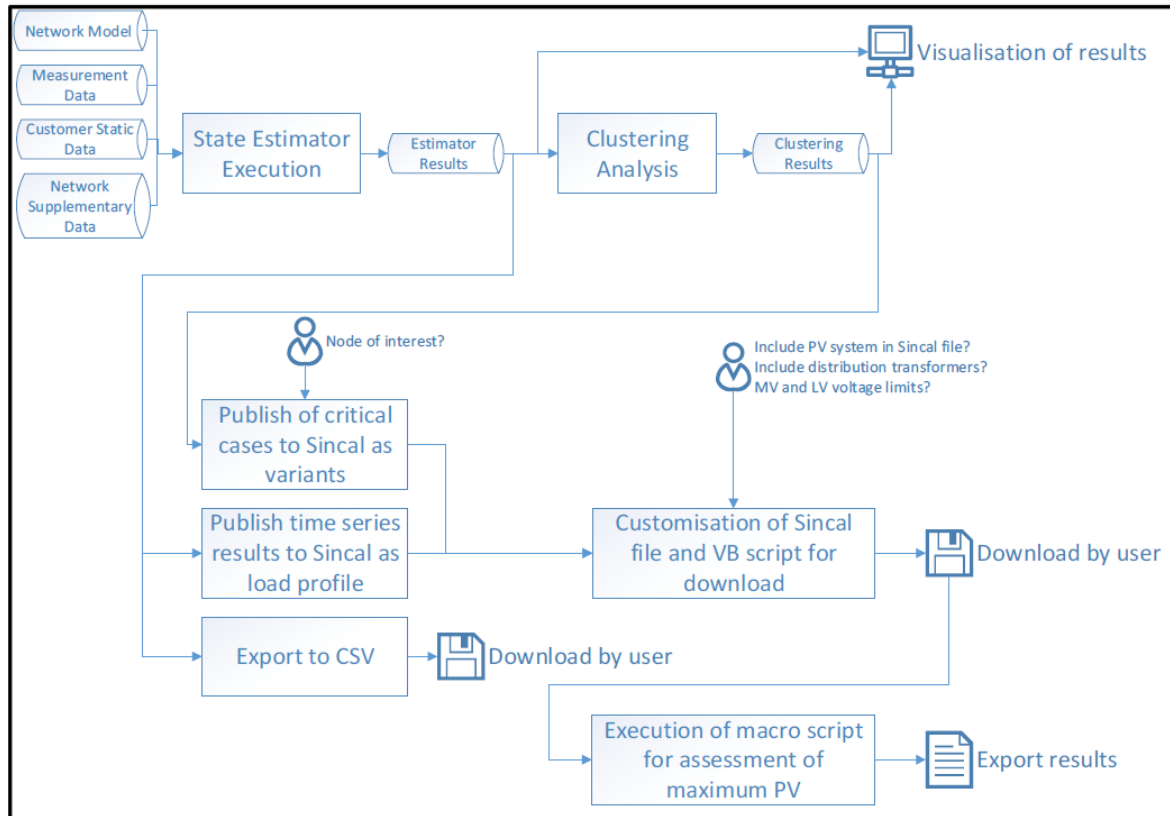 Network Model
Measurement
Data
Customer Static
Data
Network
Supplementary
Data
State Estimator
Execution
Estimator
Results
Clustering
Analysis
Clustering
Results
Visualisation of results
Node of interest?
Include PV system in Sincal file?
Include distribution transformers?
MV and LV voltage limits?
Publish of critical
cases to Sincal as
variants
Publish time series
results to Sincal as
load profile
Customisation of Sincal
file and VB script for
download
Download by user
Export to CSV
Download by user
Execution of macro script
for assessment of
maximum PV
Export results